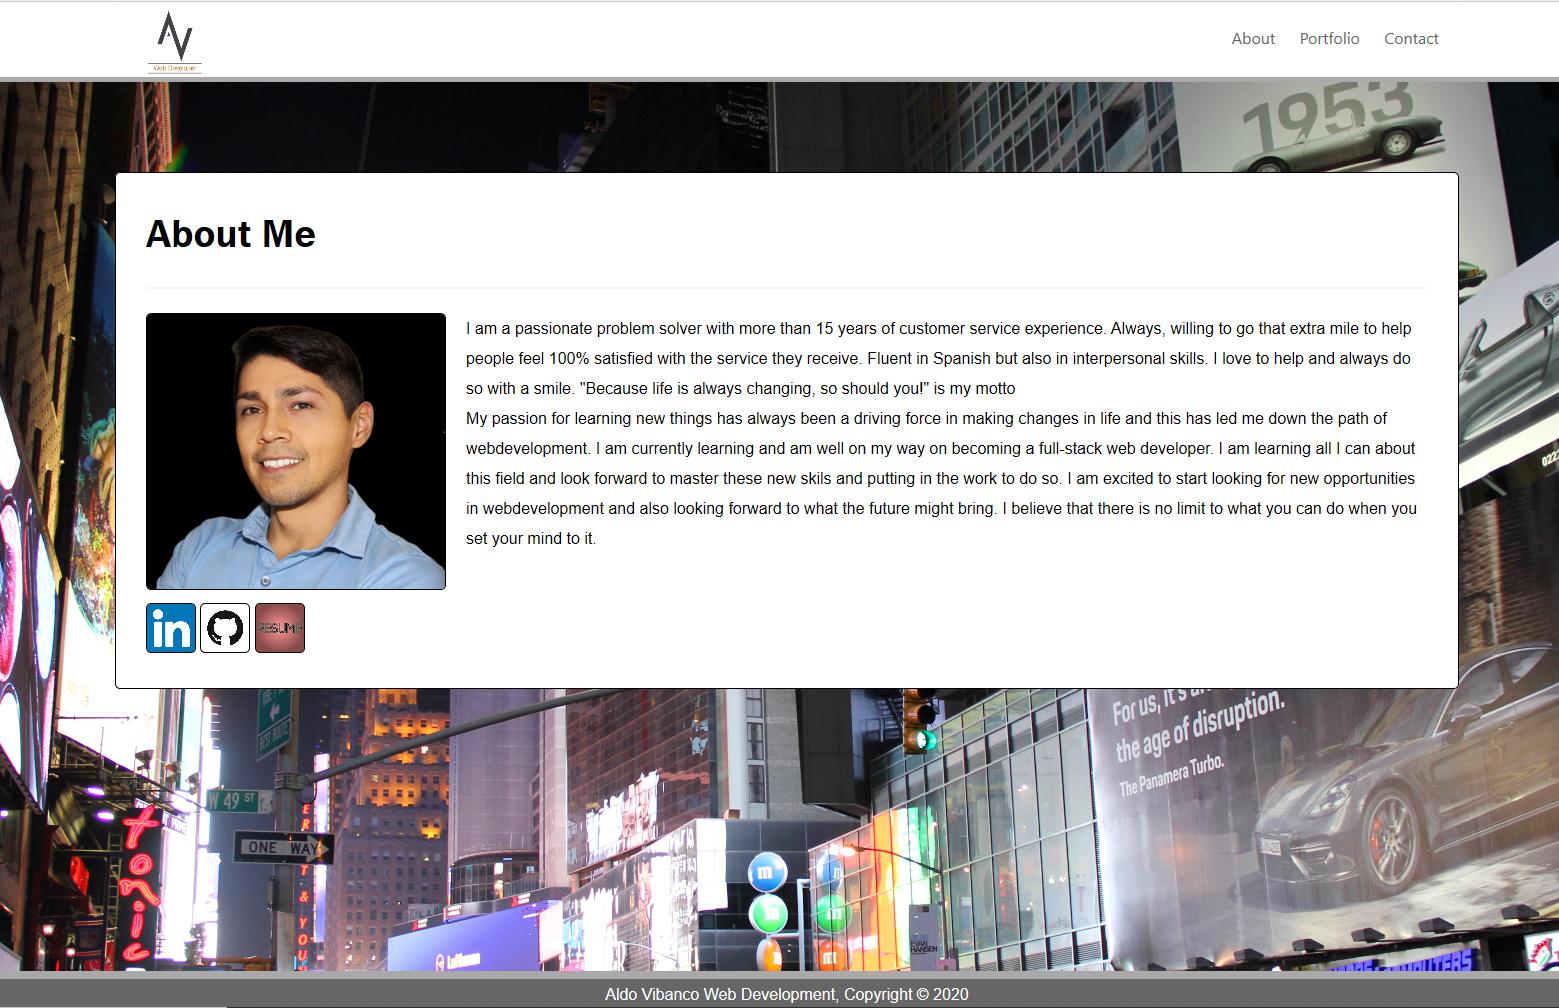 AV
Web Developer
About
Portfolio
Contact
1953
About Me
I am a passionate problem solver with more than 15 years of customer service experience. Always, willing to go that extra mile to help
people feel 100% satisfied with the service they receive. Fluent in Spanish but also in interpersonal skills. I love to help and always do
so with a smile. "Because life is always changing, so should you!" is my motto
My passion for learning new things has always been a driving force in making changes in life and this has led me down the path of
webdevelopment. I am currently learning and am well on my way on becoming a full-stack web developer. I am learning all I can about
this field and look forward to master these new skils and putting in the work to do so. I am excited to start looking for new opportunities
in webdevelopment and also looking forward to what the future might bring. I believe that there is no limit to what you can do when you
set your mind to it.
in
RESUME
For us, it's
the age of disruption.
The Panamera Turbo.
W 49 ST
ONE WAY
tonic
m
m
mt
EVAN
HANSEN
Aldo Vibanco Web Development, Copyright © 2020